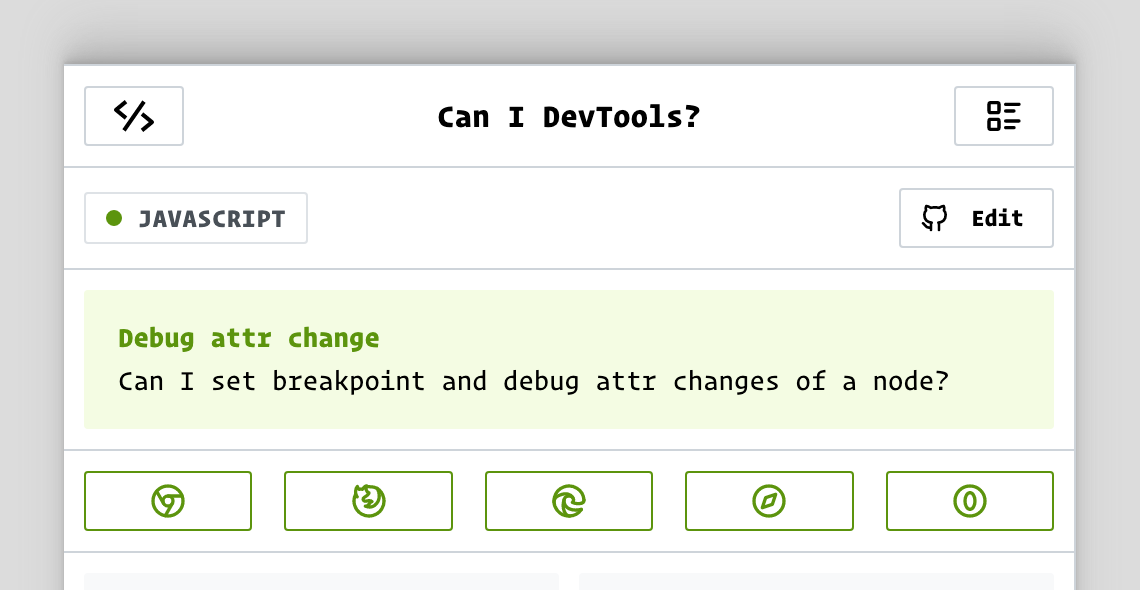 Can I DevTools?
JAVASCRIPT
Edit
Debug attr change
Can I set breakpoint and debug attr changes of a node?